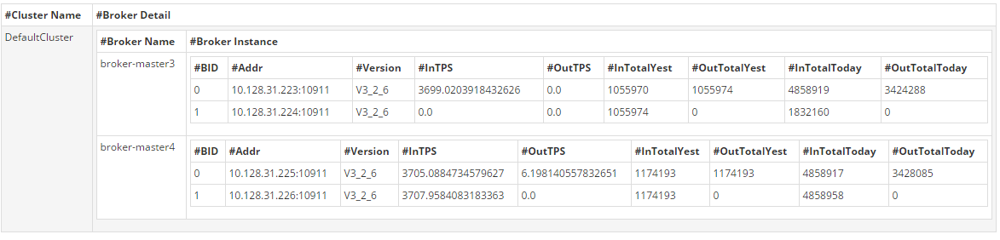 #Cluster Name #Broker Detail
DefaultCluster #Broker Name #Broker Instance
broker-master3
#BID #Addr #Version #InTPS #OutTPS #InTotalYest #OutTotalYest #InTotalToday #OutTotalToday
0 10.128.31.223:10911 V3_2_6 3699.0203918432626 0.0 1055970 1055974 4858919 3424288
1 10.128.31.224:10911 V3_2_6 0.0 0.0 1055974 0 1832160 0
broker-master4
#BID #Addr #Version #InTPS #OutTPS #InTotalYest #OutTotalYest #InTotalToday #OutTotalToday
0 10.128.31.225:10911 V3_2_6 3705.0884734579627 6.198140557832651 1174193 1174193 4858917 3428085
1 10.128.31.226:10911 V3_2_6 3707.9584083183363 0.0 1174193 0 4858958 0